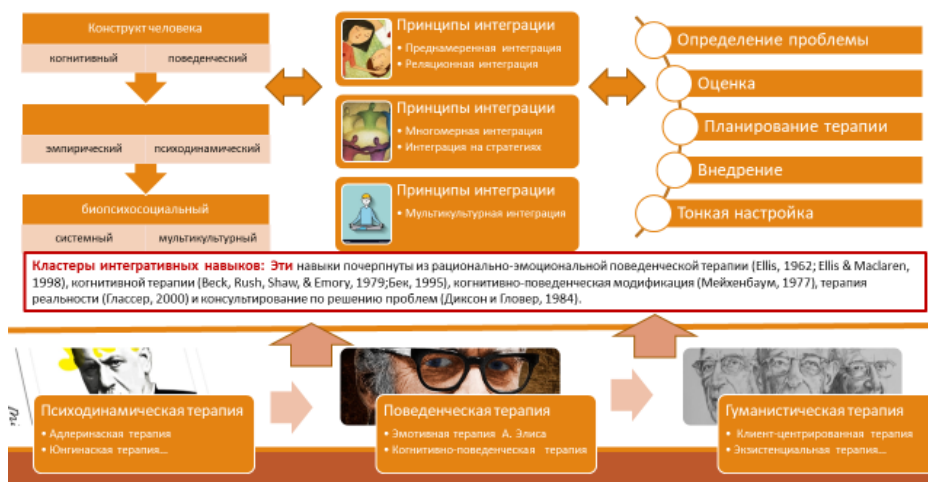 Конструкт человека
когнитивный
поведенческий
эмпирический
психодинамический
биопсихосоциальный
системный
мультикультурный
Принципы интеграции
• Преднамеренная интеграция
• Реляционная интеграция
Принципы интеграции
• Многомерная интеграция
• Интеграция на стратегиях
Принципы интеграции
• Мультикультурная интеграция
Определение проблемы
Оценка
Планирование терапии
Внедрение
Тонкая настройка
Кластеры интегративных навыков: Эти навыки почерпнуты из рационально-эмоциональной поведенческой терапии (Ellis, 1962; Ellis & Maclaren,
1998), когнитивной терапии (Beck, Rush, Shaw, & Emory, 1979;Бек, 1995), когнитивно-поведенческая модификация (Мейхенбаум, 1977), терапия
реальности (Глассер, 2000) и консультирование по решению проблем (Диксон и Гловер, 1984).
Психодинамическая терапия
• Адлеринаская терапия
• Юнгинаская терапия...
Поведенческая терапия
• Эмотивная терапия А. Элиса
• Когнитивно-поведенческая терапия
Гуманистическая терапия
• Клиент-центрированная терапия
• Экзистенциальная терапия...